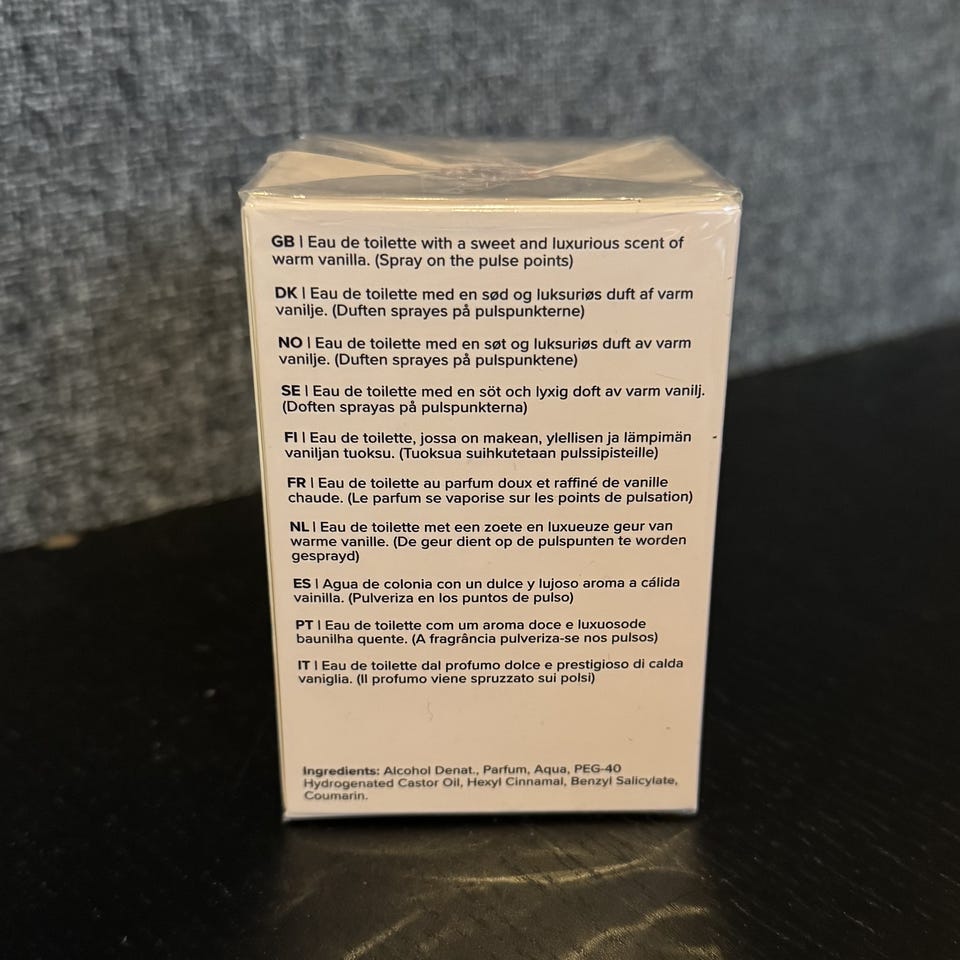 GB | Eau de toilette with a sweet and luxurious scent of
warm vanilla. (Spray on the pulse points)
DK | Eau de toilette med en sød og luksuriøs duft af varm
vanilje. (Duften sprayes på pulspunkterne)
NO | Eau de toilette med en søt og luksuriøs duft av varm
vanilje. (Duften sprayes på pulspunktene)
SE | Eau de toilette med en söt och lyxig doft av varm vanilj.
(Doften sprayas på pulspunkterna)
FI | Eau de toilette, jossa on makean, ylellisen ja lämpimän
vaniljan tuoksu. (Tuoksua suihkutetaan pulssipisteille)
FR | Eau de toilette au parfum doux et raffiné de vanille
chaude. (Le parfum se vaporise sur les points de pulsation)
NL | Eau de toilette met een zoete en luxueuze geur van
warme vanille. (De geur dient op de pulspunten te worden
gesprayd)
ES | Agua de colonia con un dulce y lujoso aroma a cálida
vainilla. (Pulveriza en los puntos de pulso)
PT | Eau de toilette com um aroma doce e luxuosode
baunilha quente. (A fragrância pulveriza-se nos pulsos)
IT | Eau de toilette dal profumo dolce e prestigioso di calda
vaniglia. (Il profumo viene spruzzato sui polsi)
Ingredients: Alcohol Denat., Parfum, Aqua, PEG-40
Hydrogenated Castor Oil, Hexyl Cinnamal, Benzyl Salicylate,
Coumarin.